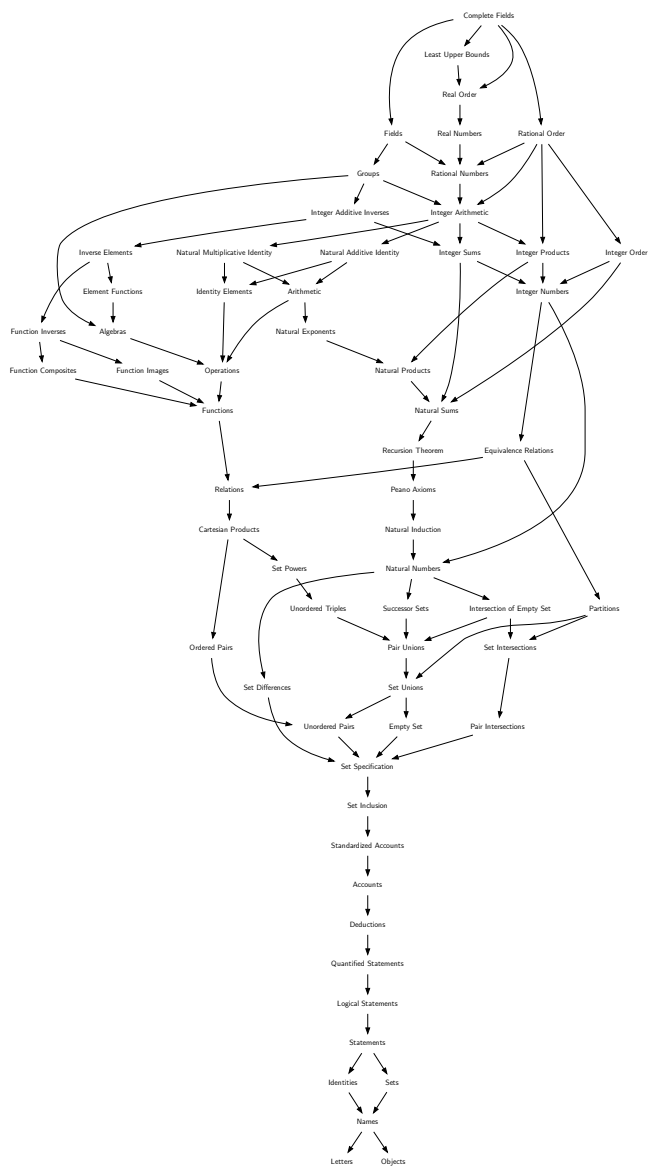 Complete Fields
Least Upper Bounds
Real Order
Fields
Real Numbers
Rational Order
Groups
Rational Numbers
Integer Additive Inverses
Integer Arithmetic
Inverse Elements
Natural Multiplicative Identity
Natural Additive Identity
Integer Sums
Integer Products
Integer Order
Element Functions
Identity Elements
Arithmetic
Integer Numbers
Function Inverses
Algebras
Natural Exponents
Function Composites
Function Images
Operations
Natural Products
Functions
Natural Sums
Recursion Theorem
Equivalence Relations
Relations
Peano Axioms
Cartesian Products
Natural Induction
Set Powers
Natural Numbers
Unordered Triples
Successor Sets
Intersection of Empty Set
Partitions
Ordered Pairs
Pair Unions
Set Intersections
Set Differences
Set Unions
Unordered Pairs
Empty Set
Pair Intersections
Set Specification
Set Inclusion
Standardized Accounts
Accounts
Deductions
Quantified Statements
Logical Statements
Statements
Identities
Sets
Names
Letters
Objects